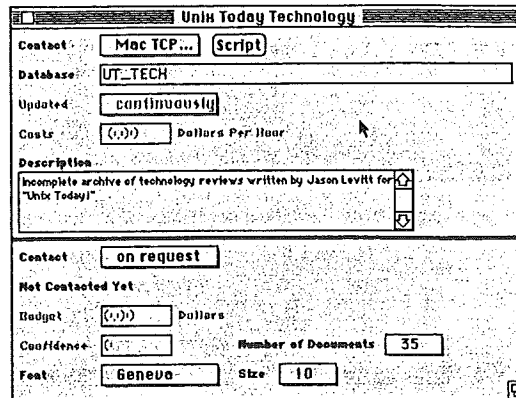 Unix Today Technology
Contact Mac TCP... Script
Database UT_TECH
Updated continuously
Costs Dollars Per Hour
Description
Incomplete archive of technology reviews written by Jason Levitt for
"Unix Today!"
Contact on request
Not Contacted Yet
Budget Dollars
Confidence Number of Documents 35
Font Geneva Size 10